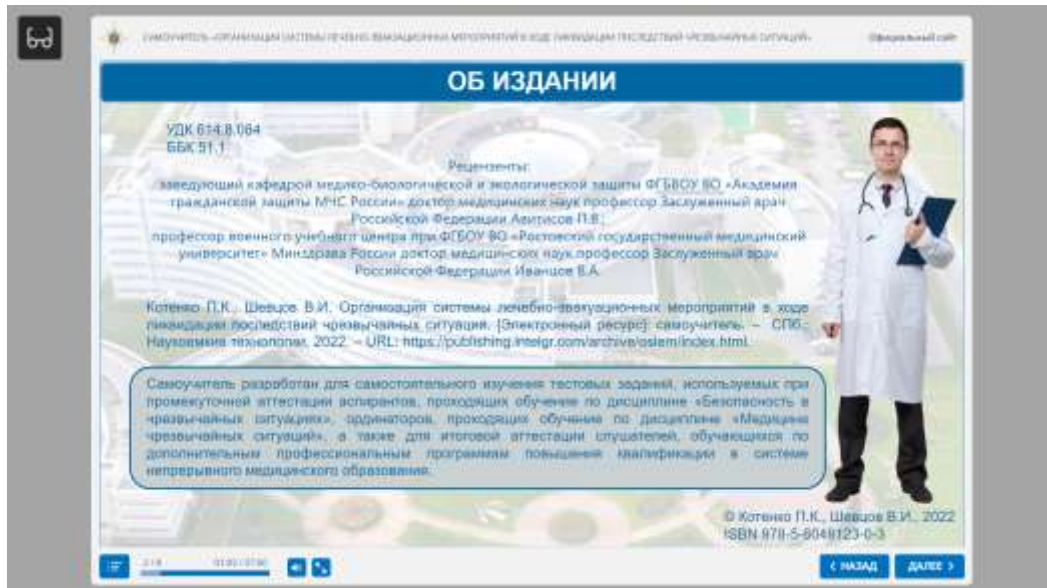 САМОУЧИТЕЛЬ «ОРГАНИЗАЦИЯ СИСТЕМЫ ЛЕЧЕБНО-ЭВАКУАЦИОННЫХ МЕРОПРИЯТИЙ В ХОДЕ ЛИКВИДАЦИИ ПОСЛЕДСТВИЙ ЧРЕЗВЫЧАЙНЫХ СИТУАЦИЙ»
Официальный сайт
ОБ ИЗДАНИИ
УДК 614.8.084
ББК 51.1
Рецензенты:
заведующий кафедрой медико-биологической и экологической защиты ФГБВОУ ВО «Академия
гражданской защиты МЧС России» доктор медицинских наук профессор Заслуженный врач
Российской Федерации Авитисов П.В.;
профессор военного учебного центра при ФГБОУ ВО «Ростовский государственный медицинский
университет» Минздрава России доктор медицинских наук профессор Заслуженный врач
Российской Федерации Иванцов В.А.
Котенко П.К., Шевцов В.И. Организация системы лечебно-эвакуационных мероприятий в ходе
ликвидации последствий чрезвычайных ситуаций. [Электронный ресурс]: самоучитель. – СПб.:
Наукоемкие технологии, 2022. – URL: https://publishing.intelgr.com/archive/oslem/index.html.
Самоучитель разработан для самостоятельного изучения тестовых заданий, используемых при
промежуточной аттестации аспирантов, проходящих обучение по дисциплине «Безопасность в
чрезвычайных ситуациях», ординаторов, проходящих обучение по дисциплине «Медицина
чрезвычайных ситуаций», а также для итоговой аттестации слушателей, обучающихся по
дополнительным профессиональным программам повышения квалификации в системе
непрерывного медицинского образования.
© Котенко П.К., Шевцов В.И., 2022
ISBN 978-5-6048123-0-3
НАЗАД
ДАЛЕЕ